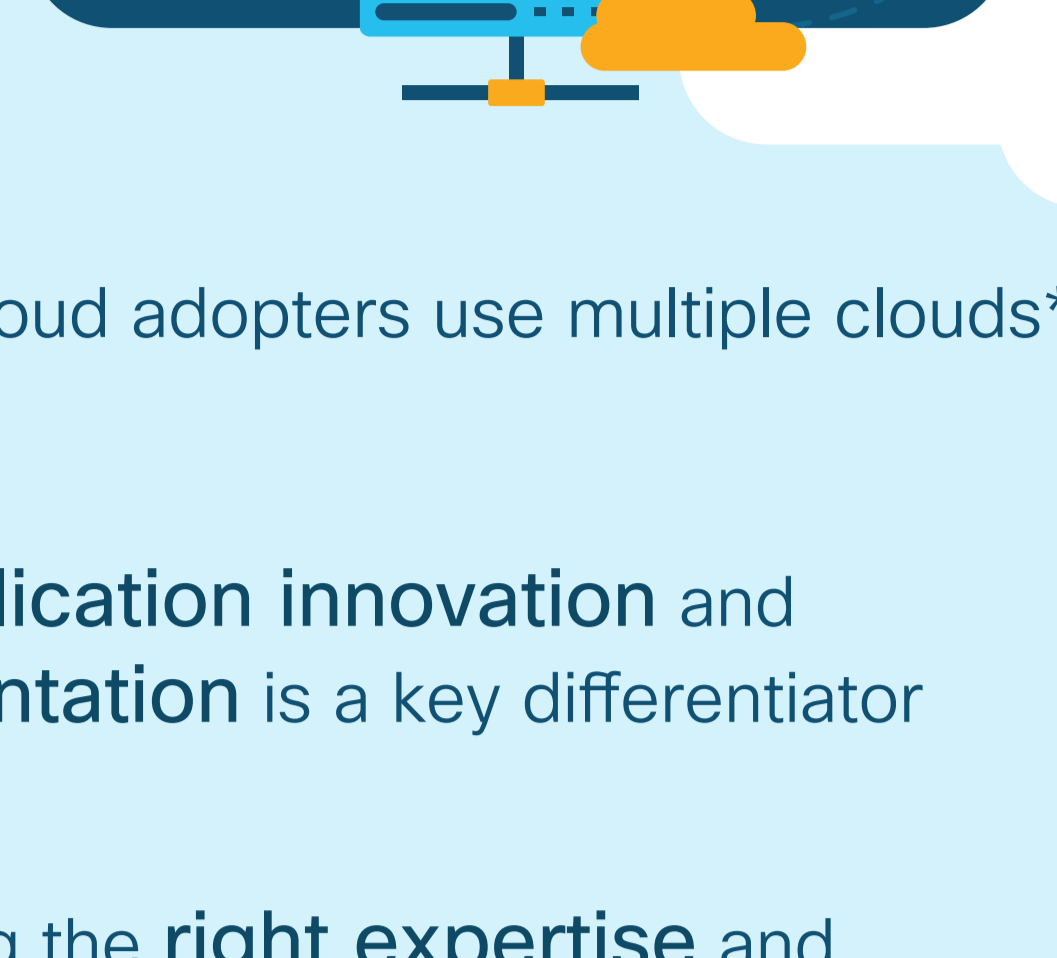 oud adopters use multiple clouds*
lication innovation and
ntation is a key differentiator
g the right expertise and